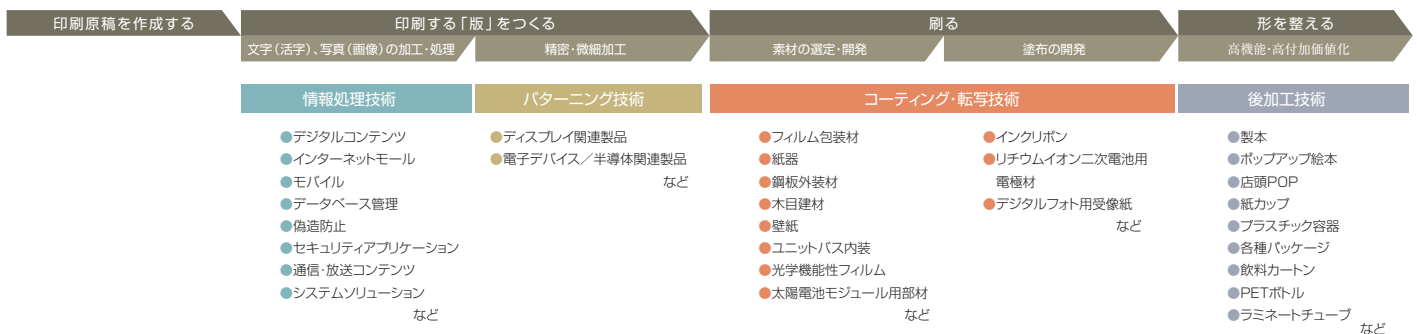 印刷原稿を作成する
印刷する「版」をつくる
刷る
形を整える
文字(活字)、写真(画像)の加工・処理
精密・微細加工
素材の選定・開発
塗布の開発
高機能・高付加価値化
情報処理技術
●デジタルコンテンツ
●インターネットモール
●モバイル
●データベース管理
●偽造防止
●セキュリティアプリケーション
●通信・放送コンテンツ
●システムソリューション
など
パターニング技術
●ディスプレイ関連製品
●電子デバイス/半導体関連製品
など
コーティング・転写技術
●フィルム包装材
●紙器
●鋼板外装材
●木目建材
●壁紙
●ユニットバス内装
●光学機能性フィルム
●太陽電池モジュール用部材
など
●インクリボン
●リチウムイオン二次電池用
電極材
●デジタルフォト用受像紙
など
後加工技術
●製本
●ポップアップ絵本
●店頭POP
●紙カップ
●プラスチック容器
●各種パッケージ
●飲料カートン
●PETボトル
●ラミネートチューブ
など